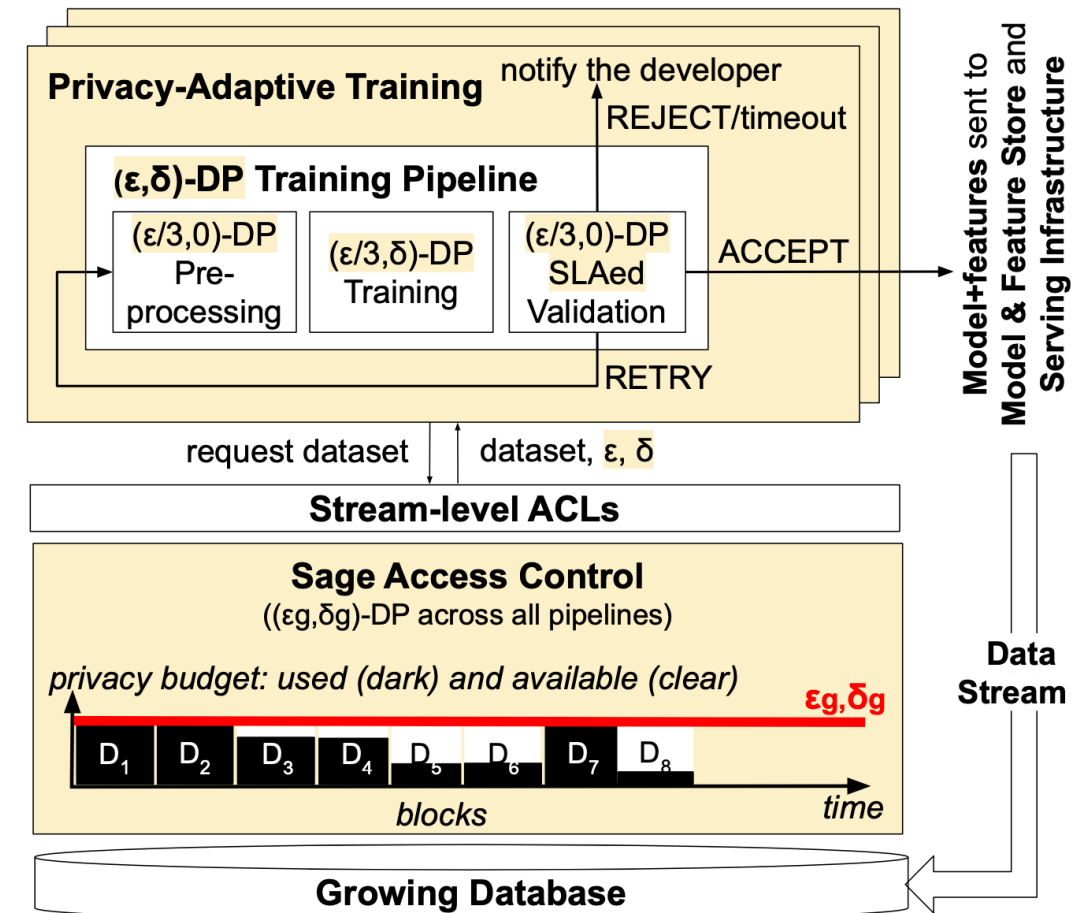 notify the developer
Privacy-Adaptive Training
REJECT/timeout
(ε,δ)-DP Training Pipeline
(ε/3,0)-DP
Pre-
processing
(ε/3,δ)-DP
Training
(ε/3,0)-DP
SLAed
Validation
ACCEPT
RETRY
Model+features sent to
Model & Feature Store and
Serving Infrastructure
request dataset
dataset, ε, δ
Stream-level ACLs
Sage Access Control
((εg,δg)-DP across all pipelines)
privacy budget: used (dark) and available (clear)
εg,δg
D1 D2 D3 D4 D5 D6 D7 D8
blocks
time
Data
Stream
Growing Database